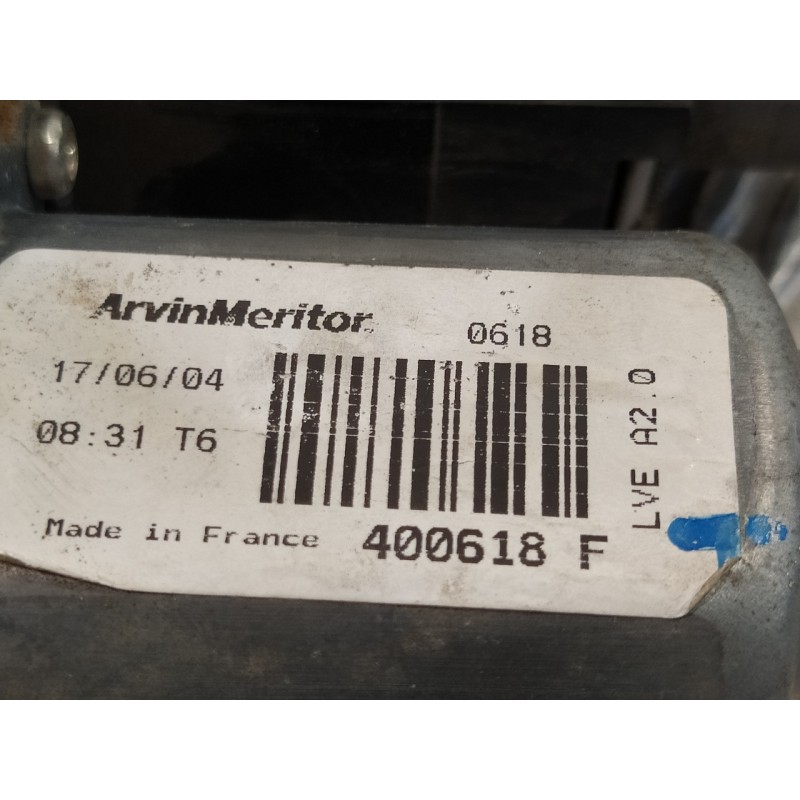 ArvinMeritor
0618
17/06/04
08:31 T6
LVE A2.0
Made in France
400618 F